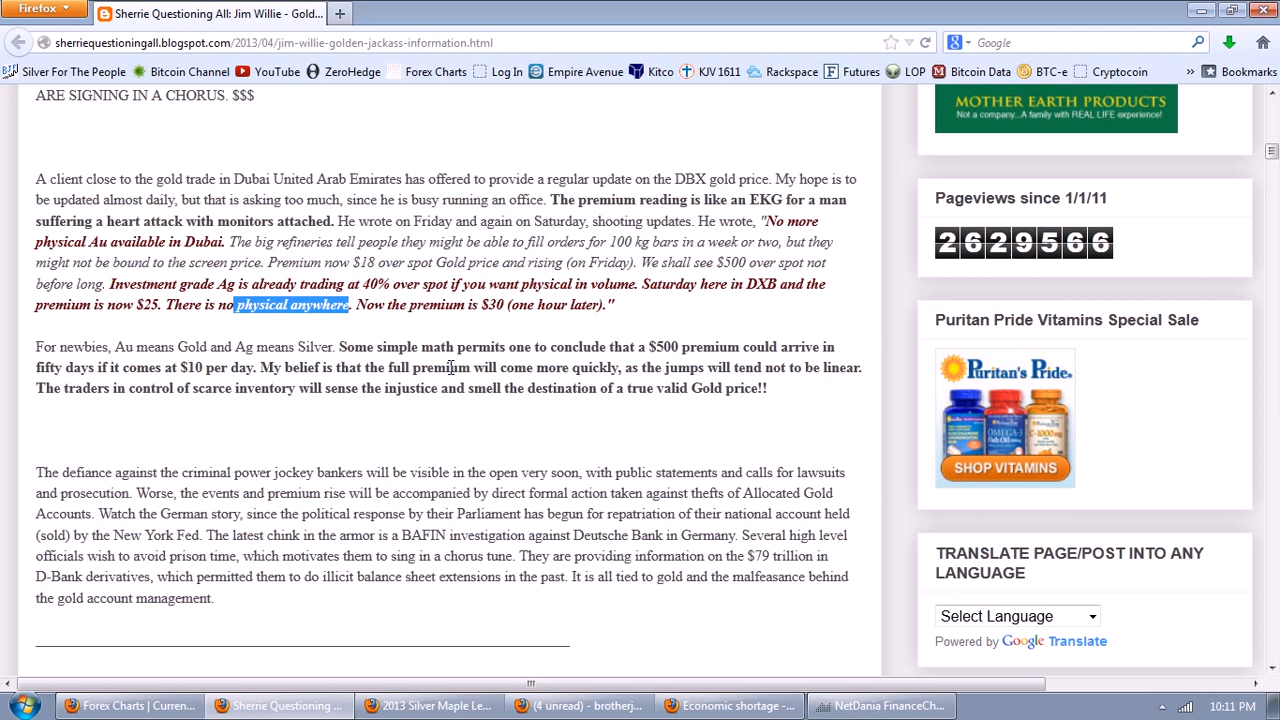 Firefox
Sherrie Questioning All: Jim Willie - Gold...
sherriequestioningall.blogspot.com/2013/04/jim-willie-golden-jackass-information.html
Google
Silver For The People
Bitcoin Channel
YouTube
ZeroHedge
Forex Charts
Log In
Empire Avenue
Kitco
KJV 1611
Rackspace
Futures
LOP
Bitcoin Data
BTC-e
Cryptocoin
»
Bookmarks
ARE SIGNING IN A CHORUS. $$$
A client close to the gold trade in Dubai United Arab Emirates has offered to provide a regular update on the DBX gold price. My hope is to
be updated almost daily, but that is asking too much, since he is busy running an office. The premium reading is like an EKG for a man
suffering a heart attack with monitors attached. He wrote on Friday and again on Saturday, shooting updates. He wrote, "No more
physical Au available in Dubai. The big refineries tell people they might be able to fill orders for 100 kg bars in a week or two, but they
might not be bound to the screen price. Premium is $18 over spot Gold price and rising (on Friday). We shall see $500 over spot not
before long. Investment grade Ag is already trading at 40% over spot if you want physical in volume. Saturday here in DXB and the
premium is now $25. There is no physical anywhere. Now the premium is $30 (one hour later)."
For newbies, Au means Gold and Ag means Silver. Some simple math permits one to conclude that a $500 premium could arrive in
fifty days if it comes at $10 per day. My belief is that the full premium will come more quickly, as the jumps will tend not to be linear.
The traders in control of scarce inventory will sense the injustice and smell the destination of a true valid Gold price!!
The defiance against the criminal power jockey bankers will be visible in the open very soon, with public statements and calls for lawsuits
and prosecution. Worse, the events and premium rise will be accompanied by direct formal action taken against thefts of Allocated Gold
Accounts. Watch the German story, since the political response by their Parliament has begun for repatriation of their national account held
(sold) by the New York Fed. The latest chink in the armor is a BAFIN investigation against Deutsche Bank in Germany. Several high level
officials wish to avoid prison time, which motivates them to sing in a chorus tune. They are providing information on the $79 trillion in
D-Bank derivatives, which permitted them to do illicit balance sheet extensions in the past. It is all tied to gold and the malfeasance behind
the gold account management.
MOTHER EARTH PRODUCTS
Not a company...A family with REAL LIFE experience!
Pageviews since 1/1/11
2629566
Puritan Pride Vitamins Special Sale
Puritan's Pride
SHOP VITAMINS
TRANSLATE PAGE/POST INTO ANY
LANGUAGE
Select Language
Powered by Google Translate
Forex Charts | Curren...
Sherrie Questioning ...
2013 Silver Maple Le...
(4 unread) - brotherj...
Economic shortage -...
NetDania FinanceCh...
10:11 PM